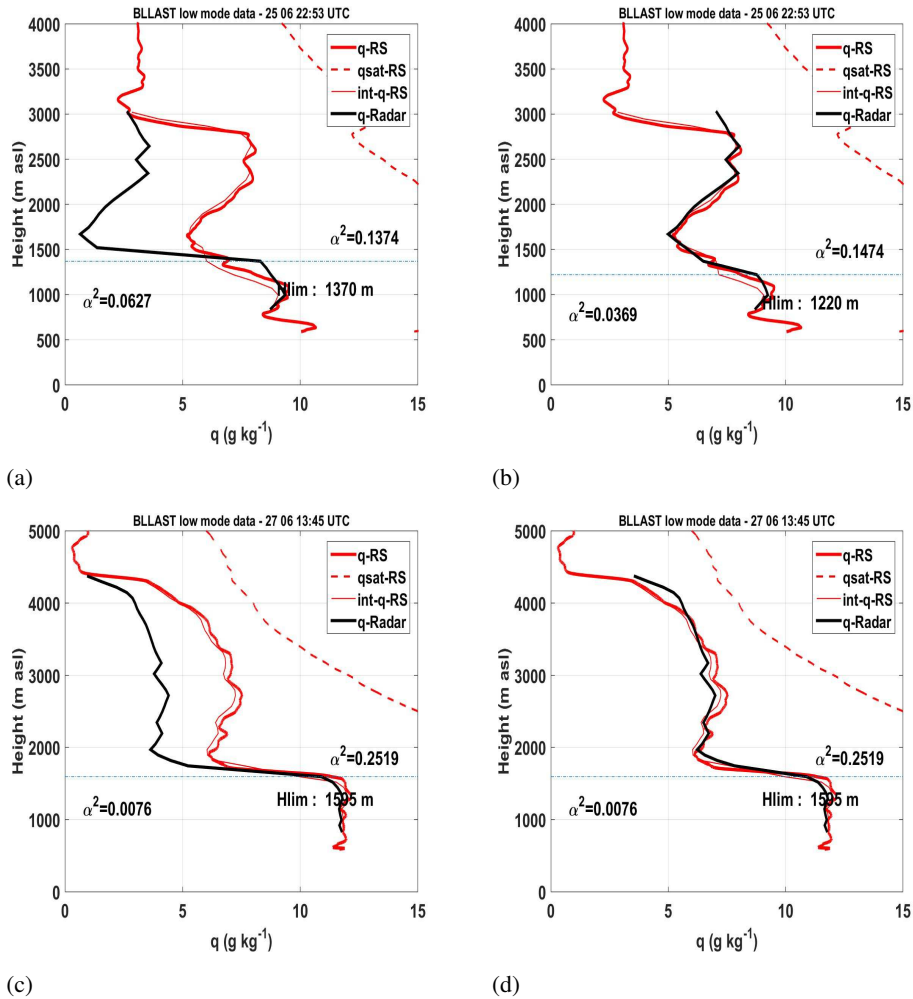 BLLAST low mode data - 25 06 22:53 UTC
4000
3500
3000
2500
2000
1500
1000
500
0
Height (m asl)
q-RS
qsat-RS
int-q-RS
q-Radar
α²=0.1374
α²=0.0627
Hlim : 1370 m
0 5 10 15
q (g kg⁻¹)
(a)
BLLAST low mode data - 25 06 22:53 UTC
4000
3500
3000
2500
2000
1500
1000
500
0
Height (m asl)
q-RS
qsat-RS
int-q-RS
q-Radar
α²=0.1474
α²=0.0369
Hlim : 1220 m
0 5 10 15
q (g kg⁻¹)
(b)
BLLAST low mode data - 27 06 13:45 UTC
5000
4000
3000
2000
1000
0
Height (m asl)
q-RS
qsat-RS
int-q-RS
q-Radar
α²=0.2519
α²=0.0076
Hlim : 1595 m
0 5 10 15
q (g kg⁻¹)
(c)
BLLAST low mode data - 27 06 13:45 UTC
5000
4000
3000
2000
1000
0
Height (m asl)
q-RS
qsat-RS
int-q-RS
q-Radar
α²=0.2519
α²=0.0076
Hlim : 1595 m
0 5 10 15
q (g kg⁻¹)
(d)